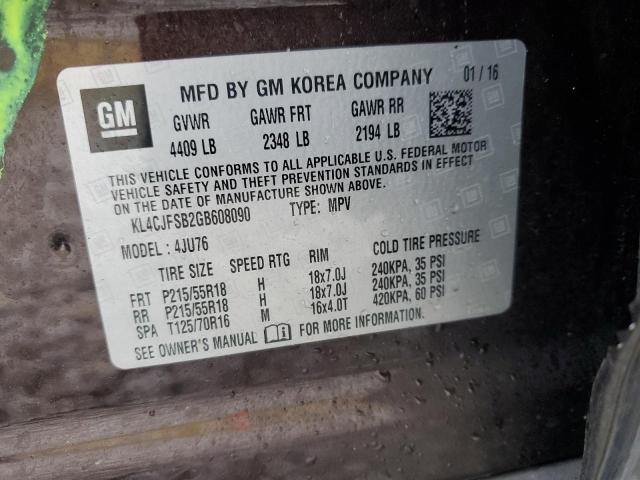 GM
MFD BY GM KOREA COMPANY 01 / 16
GVWR GAWR FRT GAWR RR
4409 LB 2348 LB 2194 LB
THIS VEHICLE CONFORMS TO ALL APPLICABLE U.S. FEDERAL MOTOR
VEHICLE SAFETY AND THEFT PREVENTION STANDARDS IN EFFECT
ON THE DATE OF MANUFACTURE SHOWN ABOVE.
KL4CJFSB2GB608090 TYPE: MPV
MODEL : 4JU76
TIRE SIZE SPEED RTG RIM COLD TIRE PRESSURE
FRT P215/55R18 H 18x7.0J 240KPA, 35 PSI
RR P215/55R18 H 18x7.0J 240KPA, 35 PSI
SPA T125/70R16 M 16x4.0T 420KPA, 60 PSI
SEE OWNER'S MANUAL FOR MORE INFORMATION.